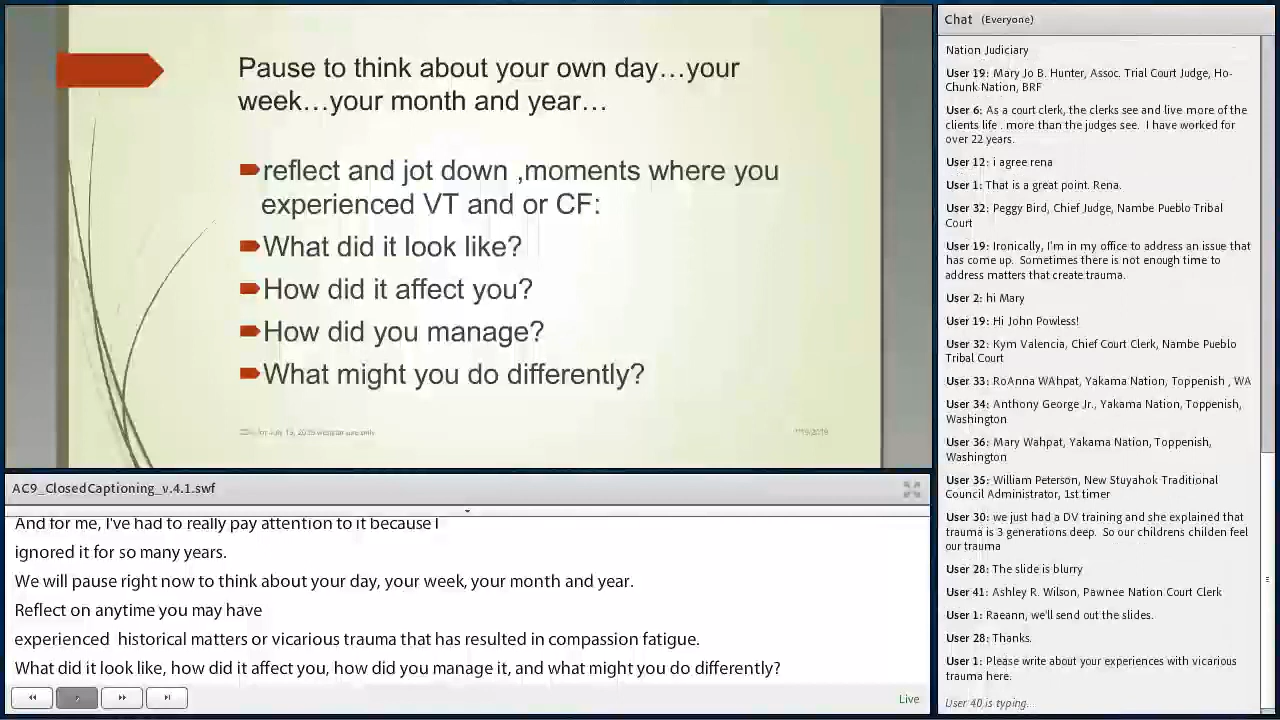 Pause to think about your own day…your
week…your month and year…
reflect and jot down ,moments where you
experienced VT and or CF:
What did it look like?
How did it affect you?
How did you manage?
What might you do differently?
AC9_ClosedCaptioning_v.4.1.swf
And for me, I've had to really pay attention to it because I
ignored it for so many years.
We will pause right now to think about your day, your week, your month and year.
Reflect on anytime you may have
experienced  historical matters or vicarious trauma that has resulted in compassion fatigue.
What did it look like, how did it affect you, how did you manage it, and what might you do differently?
Live
Chat (Everyone)
Nation Judiciary
User 19: Mary Jo B. Hunter, Assoc. Trial Court Judge, Ho-
Chunk Nation, BRF
User 6: As a court clerk, the clerks see and live more of the
clients life . more than the judges see.  I have worked for
over 22 years.
User 12: i agree rena
User 1: That is a great point. Rena.
User 32: Peggy Bird, Chief Judge, Nambe Pueblo Tribal
Court
User 19: Ironically, I'm in my office to address an issue that
has come up.  Sometimes there is not enough time to
address matters that create trauma.
User 2: hi Mary
User 19: Hi John Powless!
User 32: Kym Valencia, Chief Court Clerk, Nambe Pueblo
Tribal Court
User 33: RoAnna WAhpat, Yakama Nation, Toppenish , WA
User 34: Anthony George Jr., Yakama Nation, Toppenish,
Washington
User 36: Mary Wahpat, Yakama Nation, Toppenish,
Washington
User 35: William Peterson, New Stuyahok Traditional
Council Administrator, 1st timer
User 30: we just had a DV training and she explained that
trauma is 3 generations deep.  So our childrens childen feel
our trauma
User 28: The slide is blurry
User 41: Ashley R. Wilson, Pawnee Nation Court Clerk
User 1: Raeann, we'll send out the slides.
User 28: Thanks.
User 1: Please write about your experiences with vicarious
trauma here.
User 40 is typing.